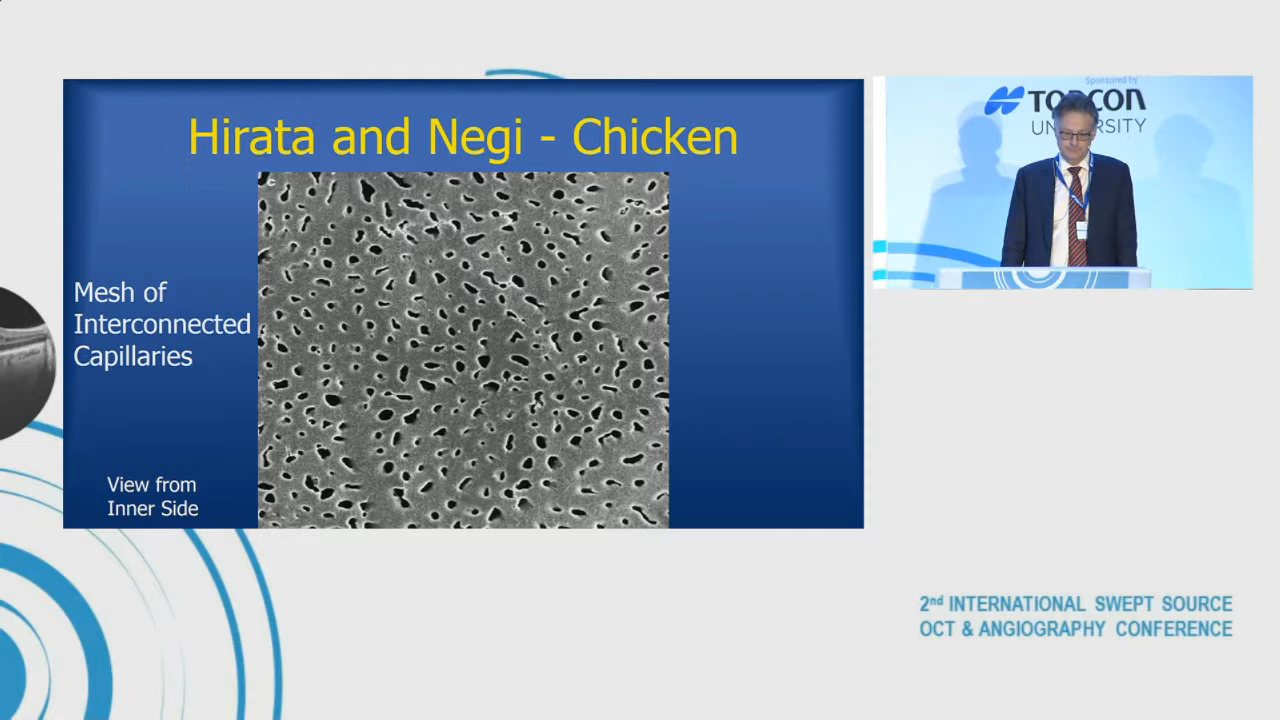 Hirata and Negi - Chicken
c
Mesh of
Interconnected
Capillaries
View from
Inner Side
Sponsored by
TOPCON
UNIVERSITY
2nd INTERNATIONAL SWEPT SOURCE
OCT & ANGIOGRAPHY CONFERENCE